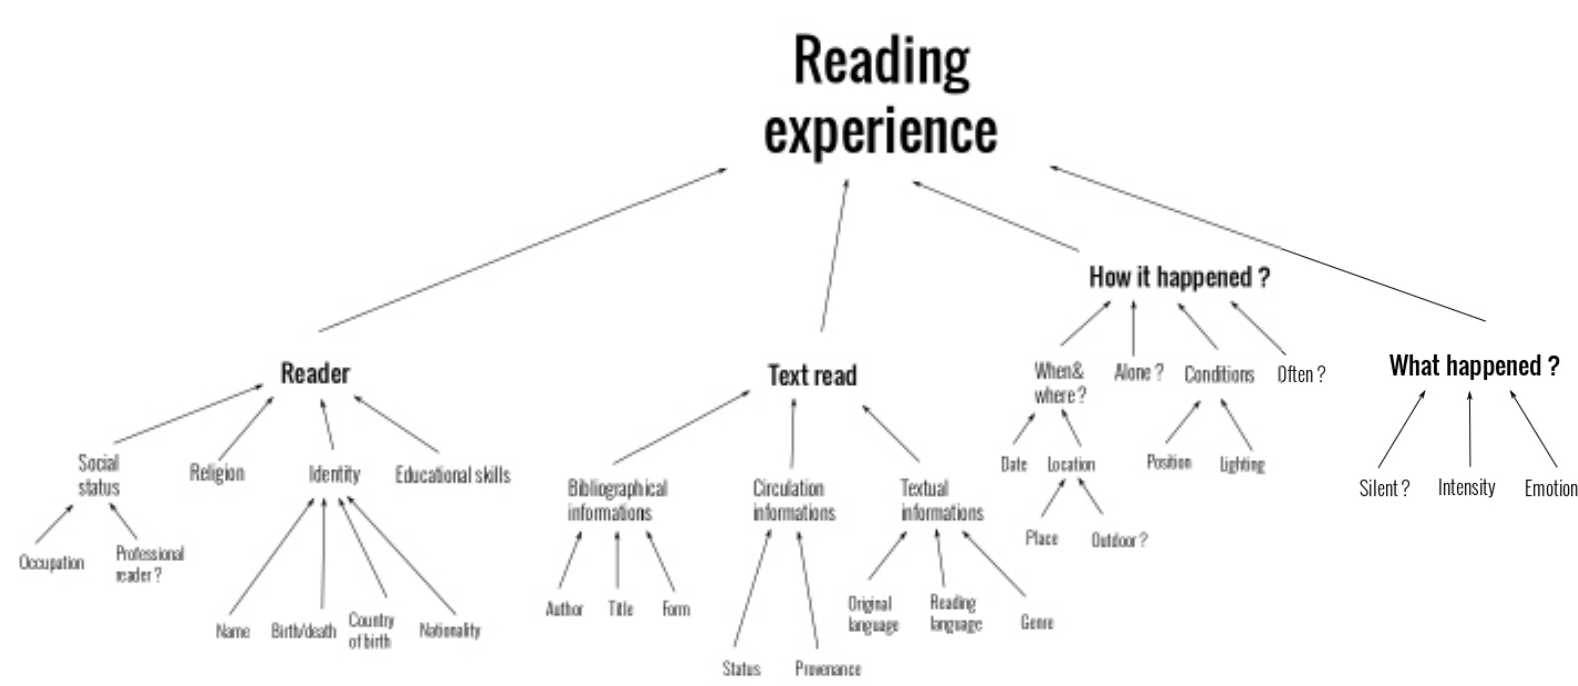 Reading
experience
How it happened ?
What happened ?
Reader
Text read
When&
where ?
Alone ?
Conditions
Often ?
Social
status
Religion
Identity
Educational skills
Bibliographical
informations
Circulation
informations
Textual
informations
Date
Location
Position
Lighting
Silent ?
Intensity
Emotion
Occupation
Professional
reader ?
Place
Outdoor ?
Name
Birth/death
Country
of birth
Nationality
Author
Title
Form
Original
language
Reading
language
Genre
Status
Provenance